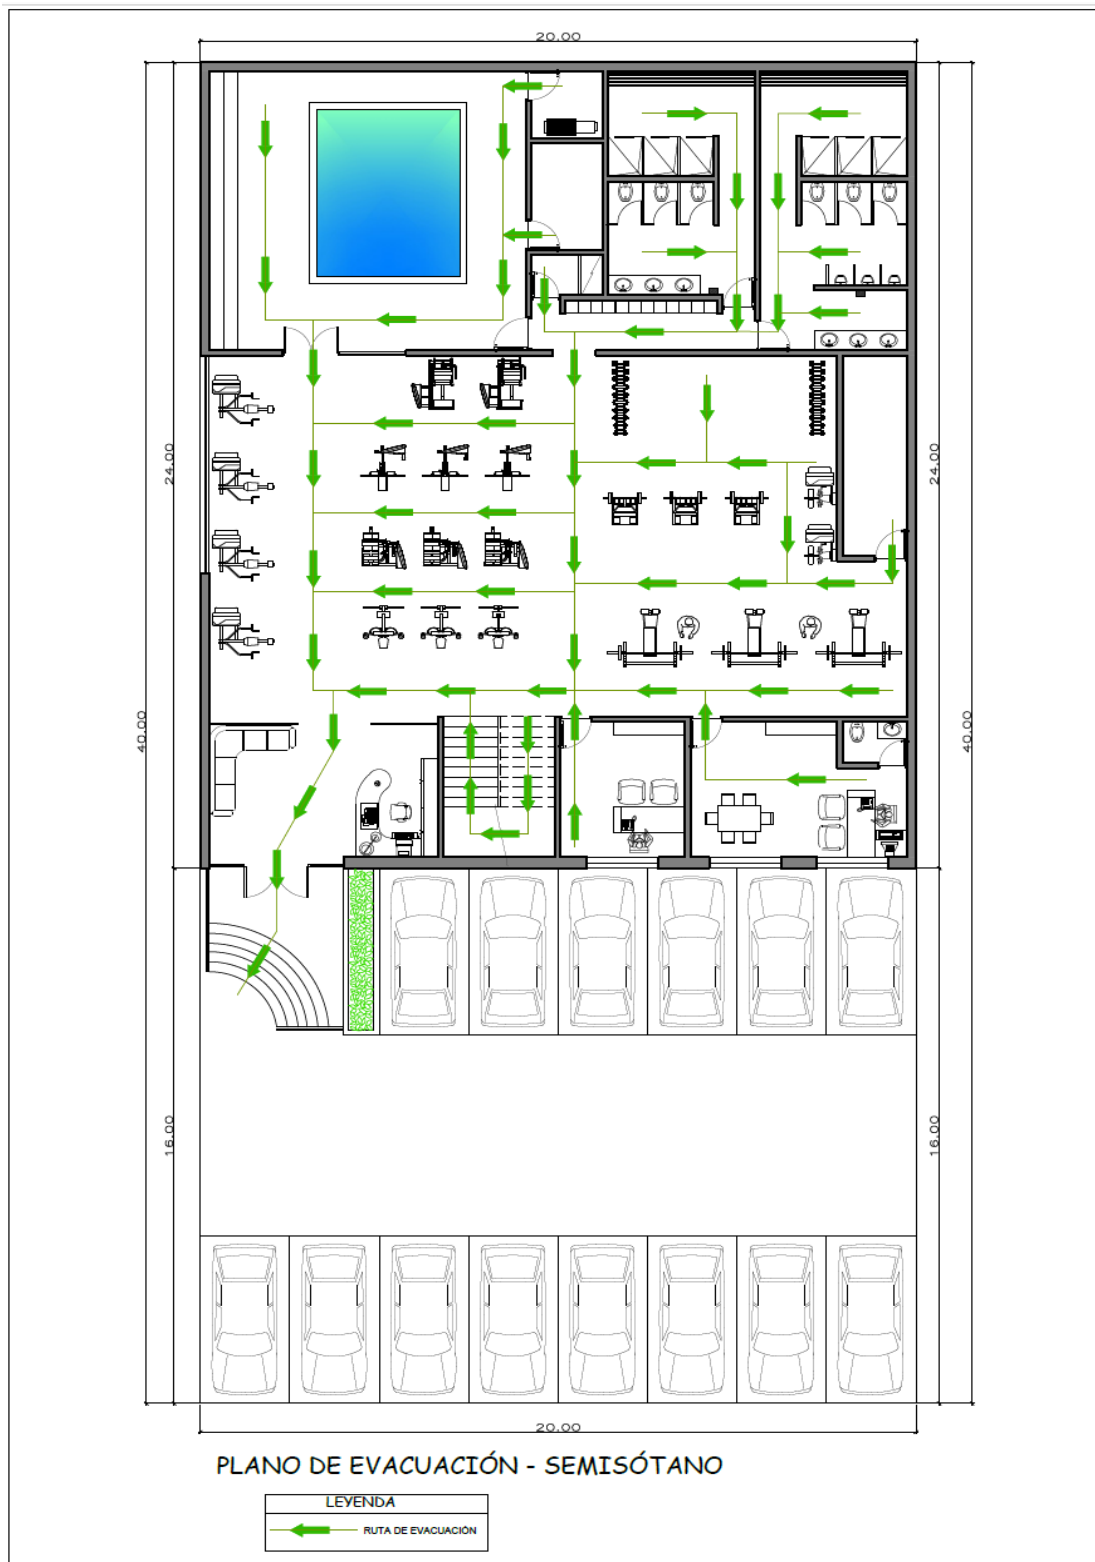 20.00
24.00
24.00
40.00
40.00
16.00
16.00
20.00
PLANO DE EVACUACIÓN - SEMISÓTANO
LEYENDA
RUTA DE EVACUACIÓN